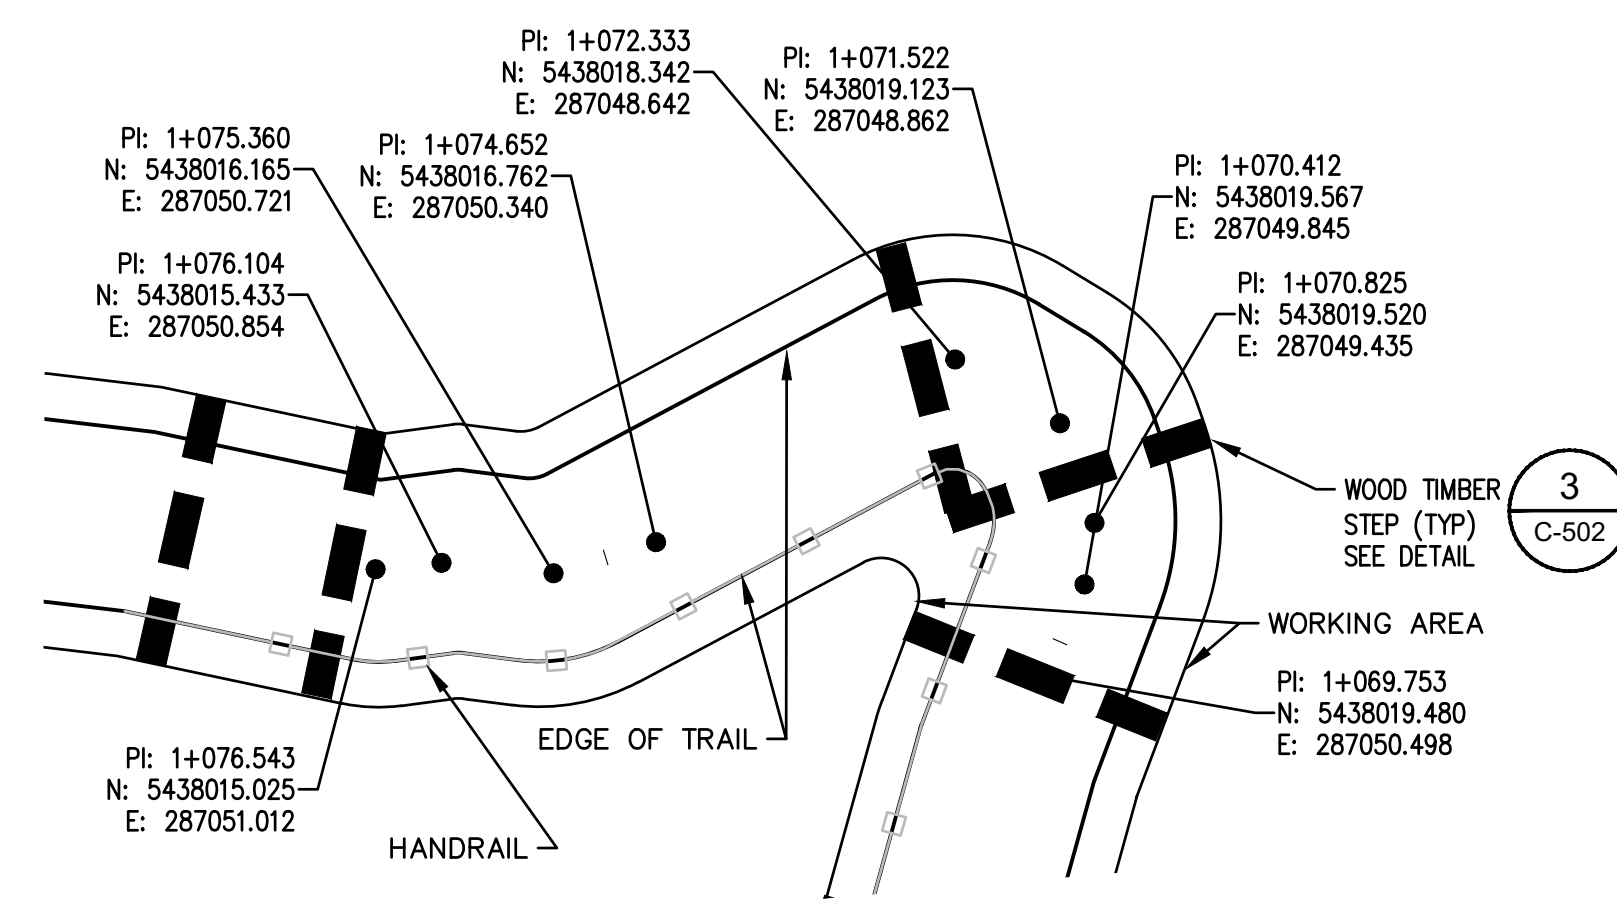 PI: 1+072.333
N: 5438018.342
E: 287048.642
PI: 1+071.522
N: 5438019.123
E: 287048.862
PI: 1+075.360
N: 5438016.165
E: 287050.721
PI: 1+074.652
N: 5438016.762
E: 287050.340
PI: 1+070.412
N: 5438019.567
E: 287049.845
PI: 1+076.104
N: 5438015.433
E: 287050.854
PI: 1+070.825
N: 5438019.520
E: 287049.435
WOOD TIMBER
STEP (TYP)
SEE DETAIL
3
C-502
WORKING AREA
PI: 1+069.753
N: 5438019.480
E: 287050.498
EDGE OF TRAIL
PI: 1+076.543
N: 5438015.025
E: 287051.012
HANDRAIL